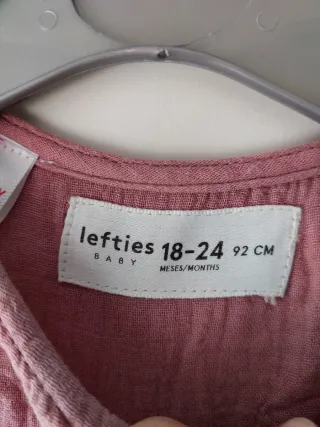 lefties 18-24 92 CM
BABY MESES/MONTHS